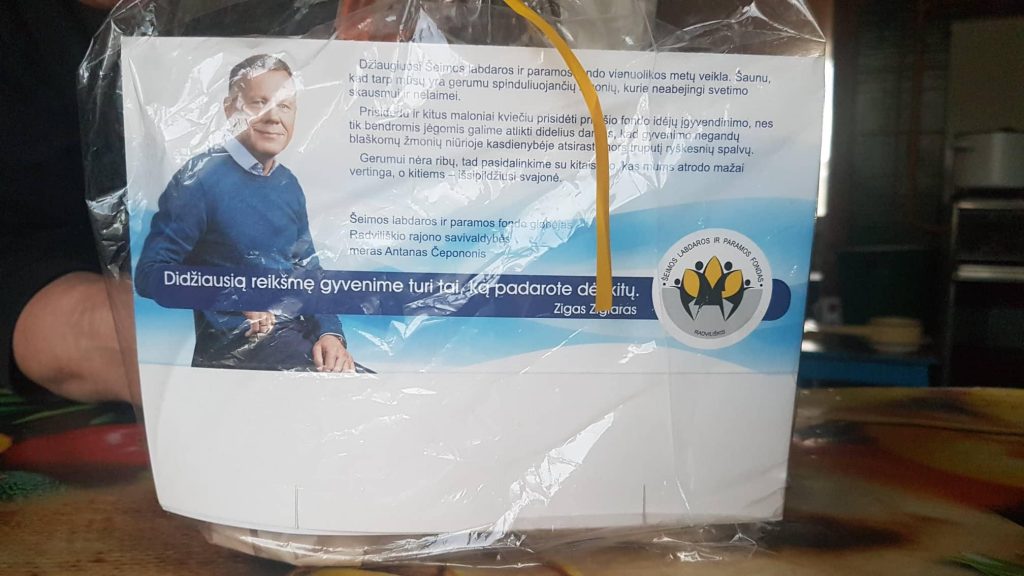 Džiaugiuosi Šeimos labdaros ir paramos fondo vienuolikos metų veikla. Šaunu,
kad tarp mūsų yra gerumu spinduliuojančių žmonių, kurie neabejingi svetimo
skausmui ir nelaimei.
Prisidedu ir kitus maloniai kviečiu prisidėti prie šio fondo idėjų įgyvendinimo, nes
tik bendromis jėgomis galime atlikti didelius darbus, kad gyvenimo negandų
blaškomų žmonių niūrioje kasdienybėje atsirastų nors truputį ryškesnių spalvų.
Gerumui nėra ribų, tad pasidalinkime su kitais tuo, kas mums atrodo mažai
vertinga, o kitiems – išsipildžiusi svajonė.
Šeimos labdaros ir paramos fondo globėjas
Radviliškio rajono savivaldybės
meras Antanas Čepononis
Didžiausią reikšmę gyvenime turi tai, ką padarote dėl kitų.
Zigas Ziglaras
ŠEIMOS LABDAROS IR PARAMOS FONDAS
RADVILIŠKIS